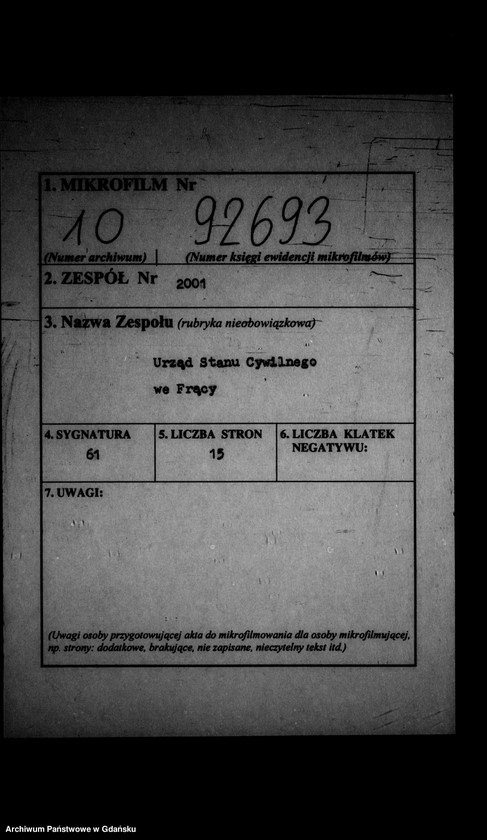 1. MIKROFILM Nr
10 92693
(Numer archiwum) (Numer księgi ewidencji mikrofilmów)
2. ZESPÓŁ Nr 2001
3. Nazwa Zespołu (rubryka nieobowiązkowa)
Urząd Stanu Cywilnego
we Frący
4. SYGNATURA 5. LICZBA STRON 6. LICZBA KLATEK
NEGATYWU:
61 15
7. UWAGI:
(Uwagi osoby przygotowującej akta do mikrofilmowania dla osoby mikrofilmującej,
np. strony: dodatkowe, brakujące, nie zapisane, nieczytelny tekst itd.)
Archiwum Państwowe w Gdańsku